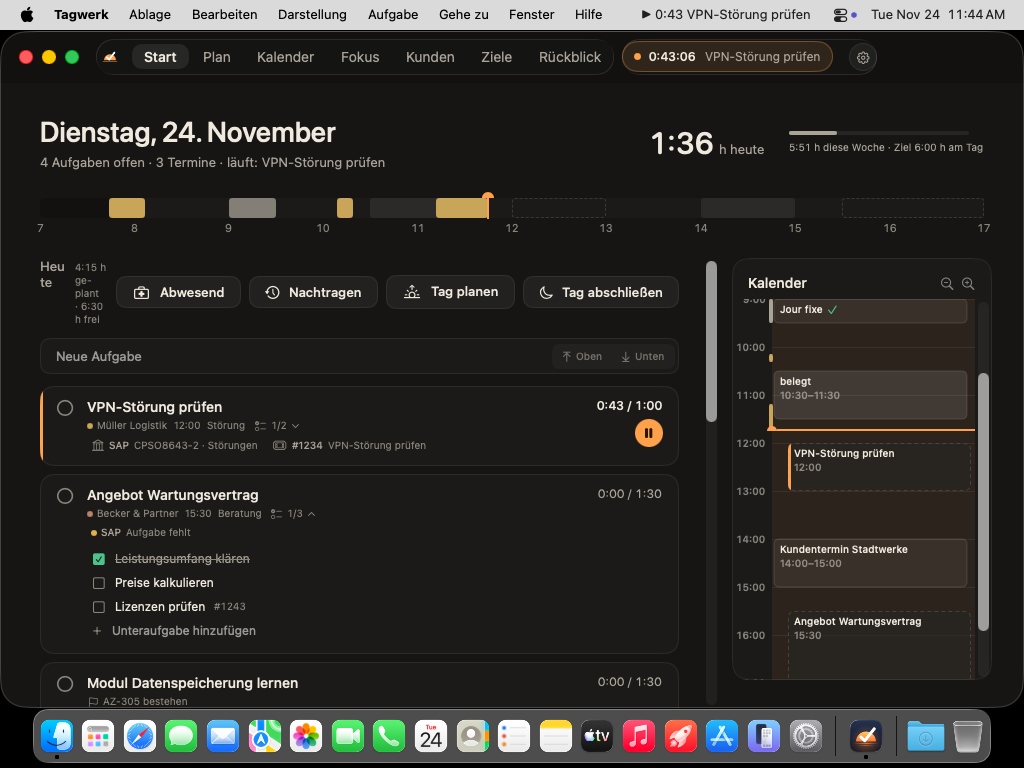 Tagwerk Ablage Bearbeiten Darstellung Aufgabe Gehe zu Fenster Hilfe 0:43 VPN-Störung prüfen Tue Nov 24 11:44 AM
Start Plan Kalender Fokus Kunden Ziele Rückblick 0:43:06 VPN-Störung prüfen
Dienstag, 24. November
4 Aufgaben offen · 3 Termine · läuft: VPN-Störung prüfen
1:36 h heute
5:51 h diese Woche · Ziel 6:00 h am Tag
7 8 9 10 11 12 13 14 15 16 17
Heu
te
4:15 h
ge-
plant
· 6:30
h frei
Abwesend Nachtragen Tag planen Tag abschließen
Neue Aufgabe Oben Unten
VPN-Störung prüfen 0:43 / 1:00
Müller Logistik 12:00 Störung 1/2
SAP CPSO8643-2 · Störungen #1234 VPN-Störung prüfen
Angebot Wartungsvertrag 0:00 / 1:30
Becker & Partner 15:30 Beratung 1/3
SAP Aufgabe fehlt
Leistungsumfang klären
Preise kalkulieren
Lizenzen prüfen #1243
+ Unteraufgabe hinzufügen
Modul Datenspeicherung lernen 0:00 / 1:30
AZ-305 bestehen
Kalender
9:00
Jour fixe ✓
10:00
belegt
11:00 10:30–11:30
12:00
VPN-Störung prüfen
12:00
13:00
14:00
Kundentermin Stadtwerke
14:00–15:00
15:00
Angebot Wartungsvertrag
16:00 15:30
Tue
24
tv